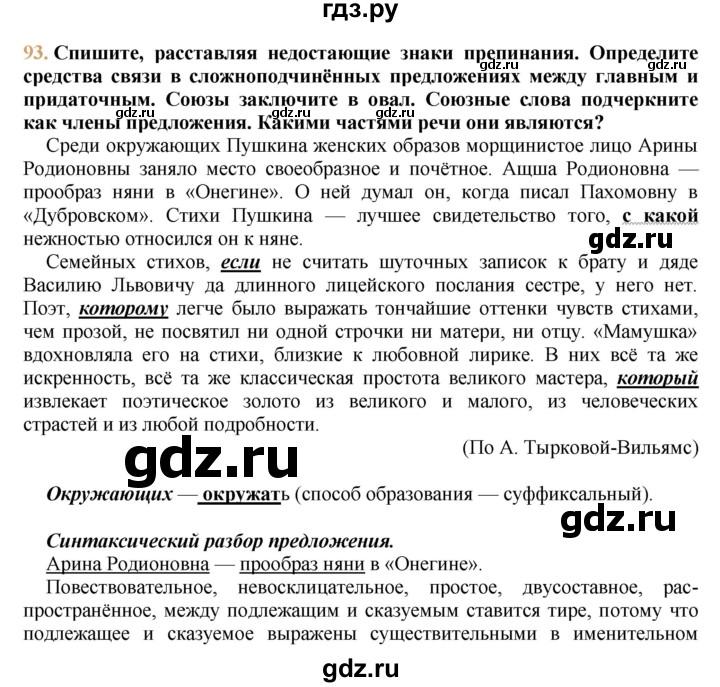 гдз.ру
93. Спишите, расставляя недостающие знаки препинания. Определите
средства связи в сложноподчинённых предложениях между главным и
придаточным. Союзы заключите в овал. Союзные слова подчеркните
как члены предложения. Какими частями речи они являются?
Среди окружающих Пушкина женских образов морщинистое лицо Арины
Родионовны заняло место своеобразное и почётное. Ащша Родионовна —
прообраз няни в «Онегине». О ней думал он, когда писал Пахомовну в
«Дубровском». Стихи Пушкина — лучшее свидетельство того, с какой
gdz.ru
нежностью относился он к няне.
Семейных стихов, если не считать шуточных записок к брату и дяде
Василию Львовичу да длинного лицейского послания сестре, у него нет.
Поэт, которому легче было выражать тончайшие оттенки чувств стихами,
чем прозой, не посвятил ни одной строчки ни матери, ни отцу. «Мамушка»
вдохновляла его на стихи, близкие к любовной лирике. В них всё та же
искренность, всё та же классическая простота великого мастера, который
извлекает поэтическое золото из великого и малого, из человеческих
страстей и из любой подробности.
gdz.ru
(По А. Тырковой-Вильямс)
Окружающих — окружать (способ образования — суффиксальный).
gdz.ru
Синтаксический разбор предложения.
Арина Родионовна — прообраз няни в «Онегине».
gdz.ru
Повествовательное, невосклицательное, простое, двусоставное, рас-
пространённое, между подлежащим и сказуемым ставится тире, потому что
подлежащее и сказуемое выражены существительными в именительном
gdz.ru